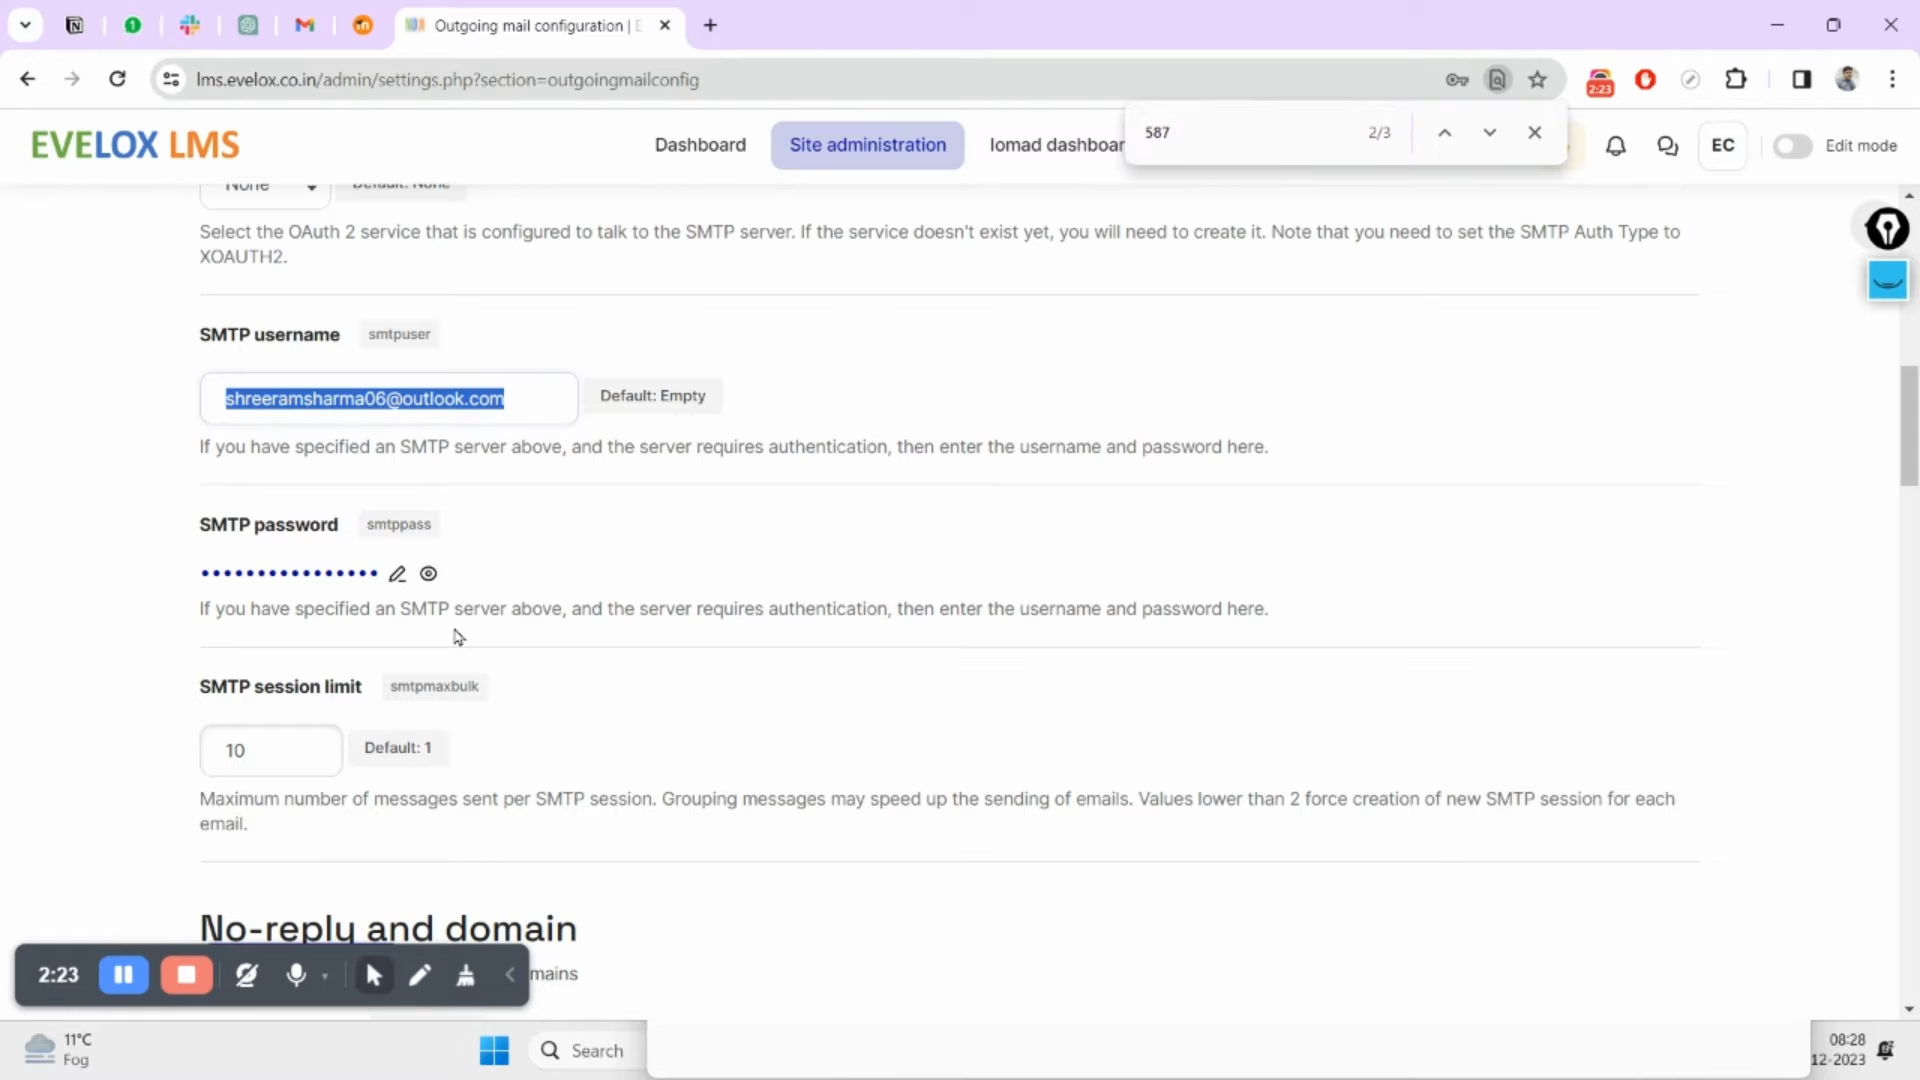 Outgoing mail configuration | E
lms.evelox.co.in/admin/settings.php?section=outgoingmailconfig
2:23
EVELOX LMS
Dashboard
Site administration
Iomad dashboar
587
2/3
EC
Edit mode
None
Default: None
Select the OAuth 2 service that is configured to talk to the SMTP server. If the service doesn't exist yet, you will need to create it. Note that you need to set the SMTP Auth Type to
XOAUTH2.
SMTP username smtpuser
shreeramsharma06@outlook.com
Default: Empty
If you have specified an SMTP server above, and the server requires authentication, then enter the username and password here.
SMTP password smtppass
If you have specified an SMTP server above, and the server requires authentication, then enter the username and password here.
SMTP session limit smtpmaxbulk
10
Default: 1
Maximum number of messages sent per SMTP session. Grouping messages may speed up the sending of emails. Values lower than 2 force creation of new SMTP session for each
email.
No-reply and domain
mains
2:23
11°C
Fog
Search
08:28
12-2023